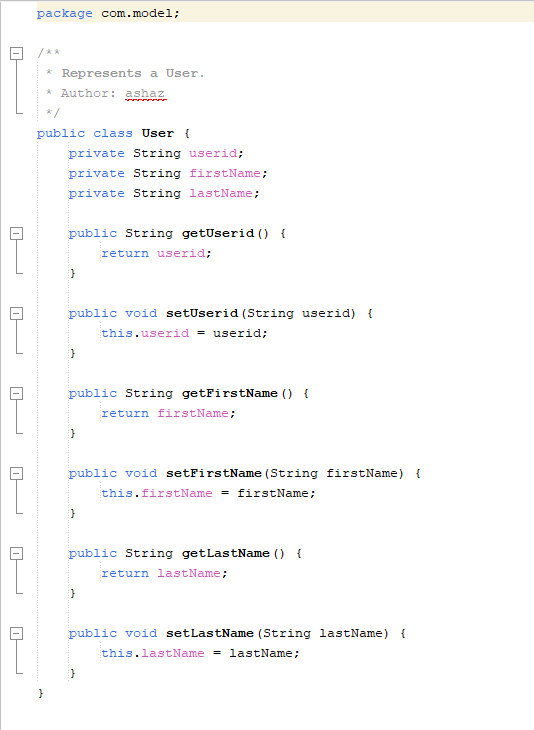 package com.model;
/**
 * Represents a User.
 * Author: ashaz
 */
public class User {
    private String userid;
    private String firstName;
    private String lastName;
    public String getUserid() {
        return userid;
    }
    public void setUserid(String userid) {
        this.userid = userid;
    }
    public String getFirstName() {
        return firstName;
    }
    public void setFirstName(String firstName) {
        this.firstName = firstName;
    }
    public String getLastName() {
        return lastName;
    }
    public void setLastName(String lastName) {
        this.lastName = lastName;
    }
}